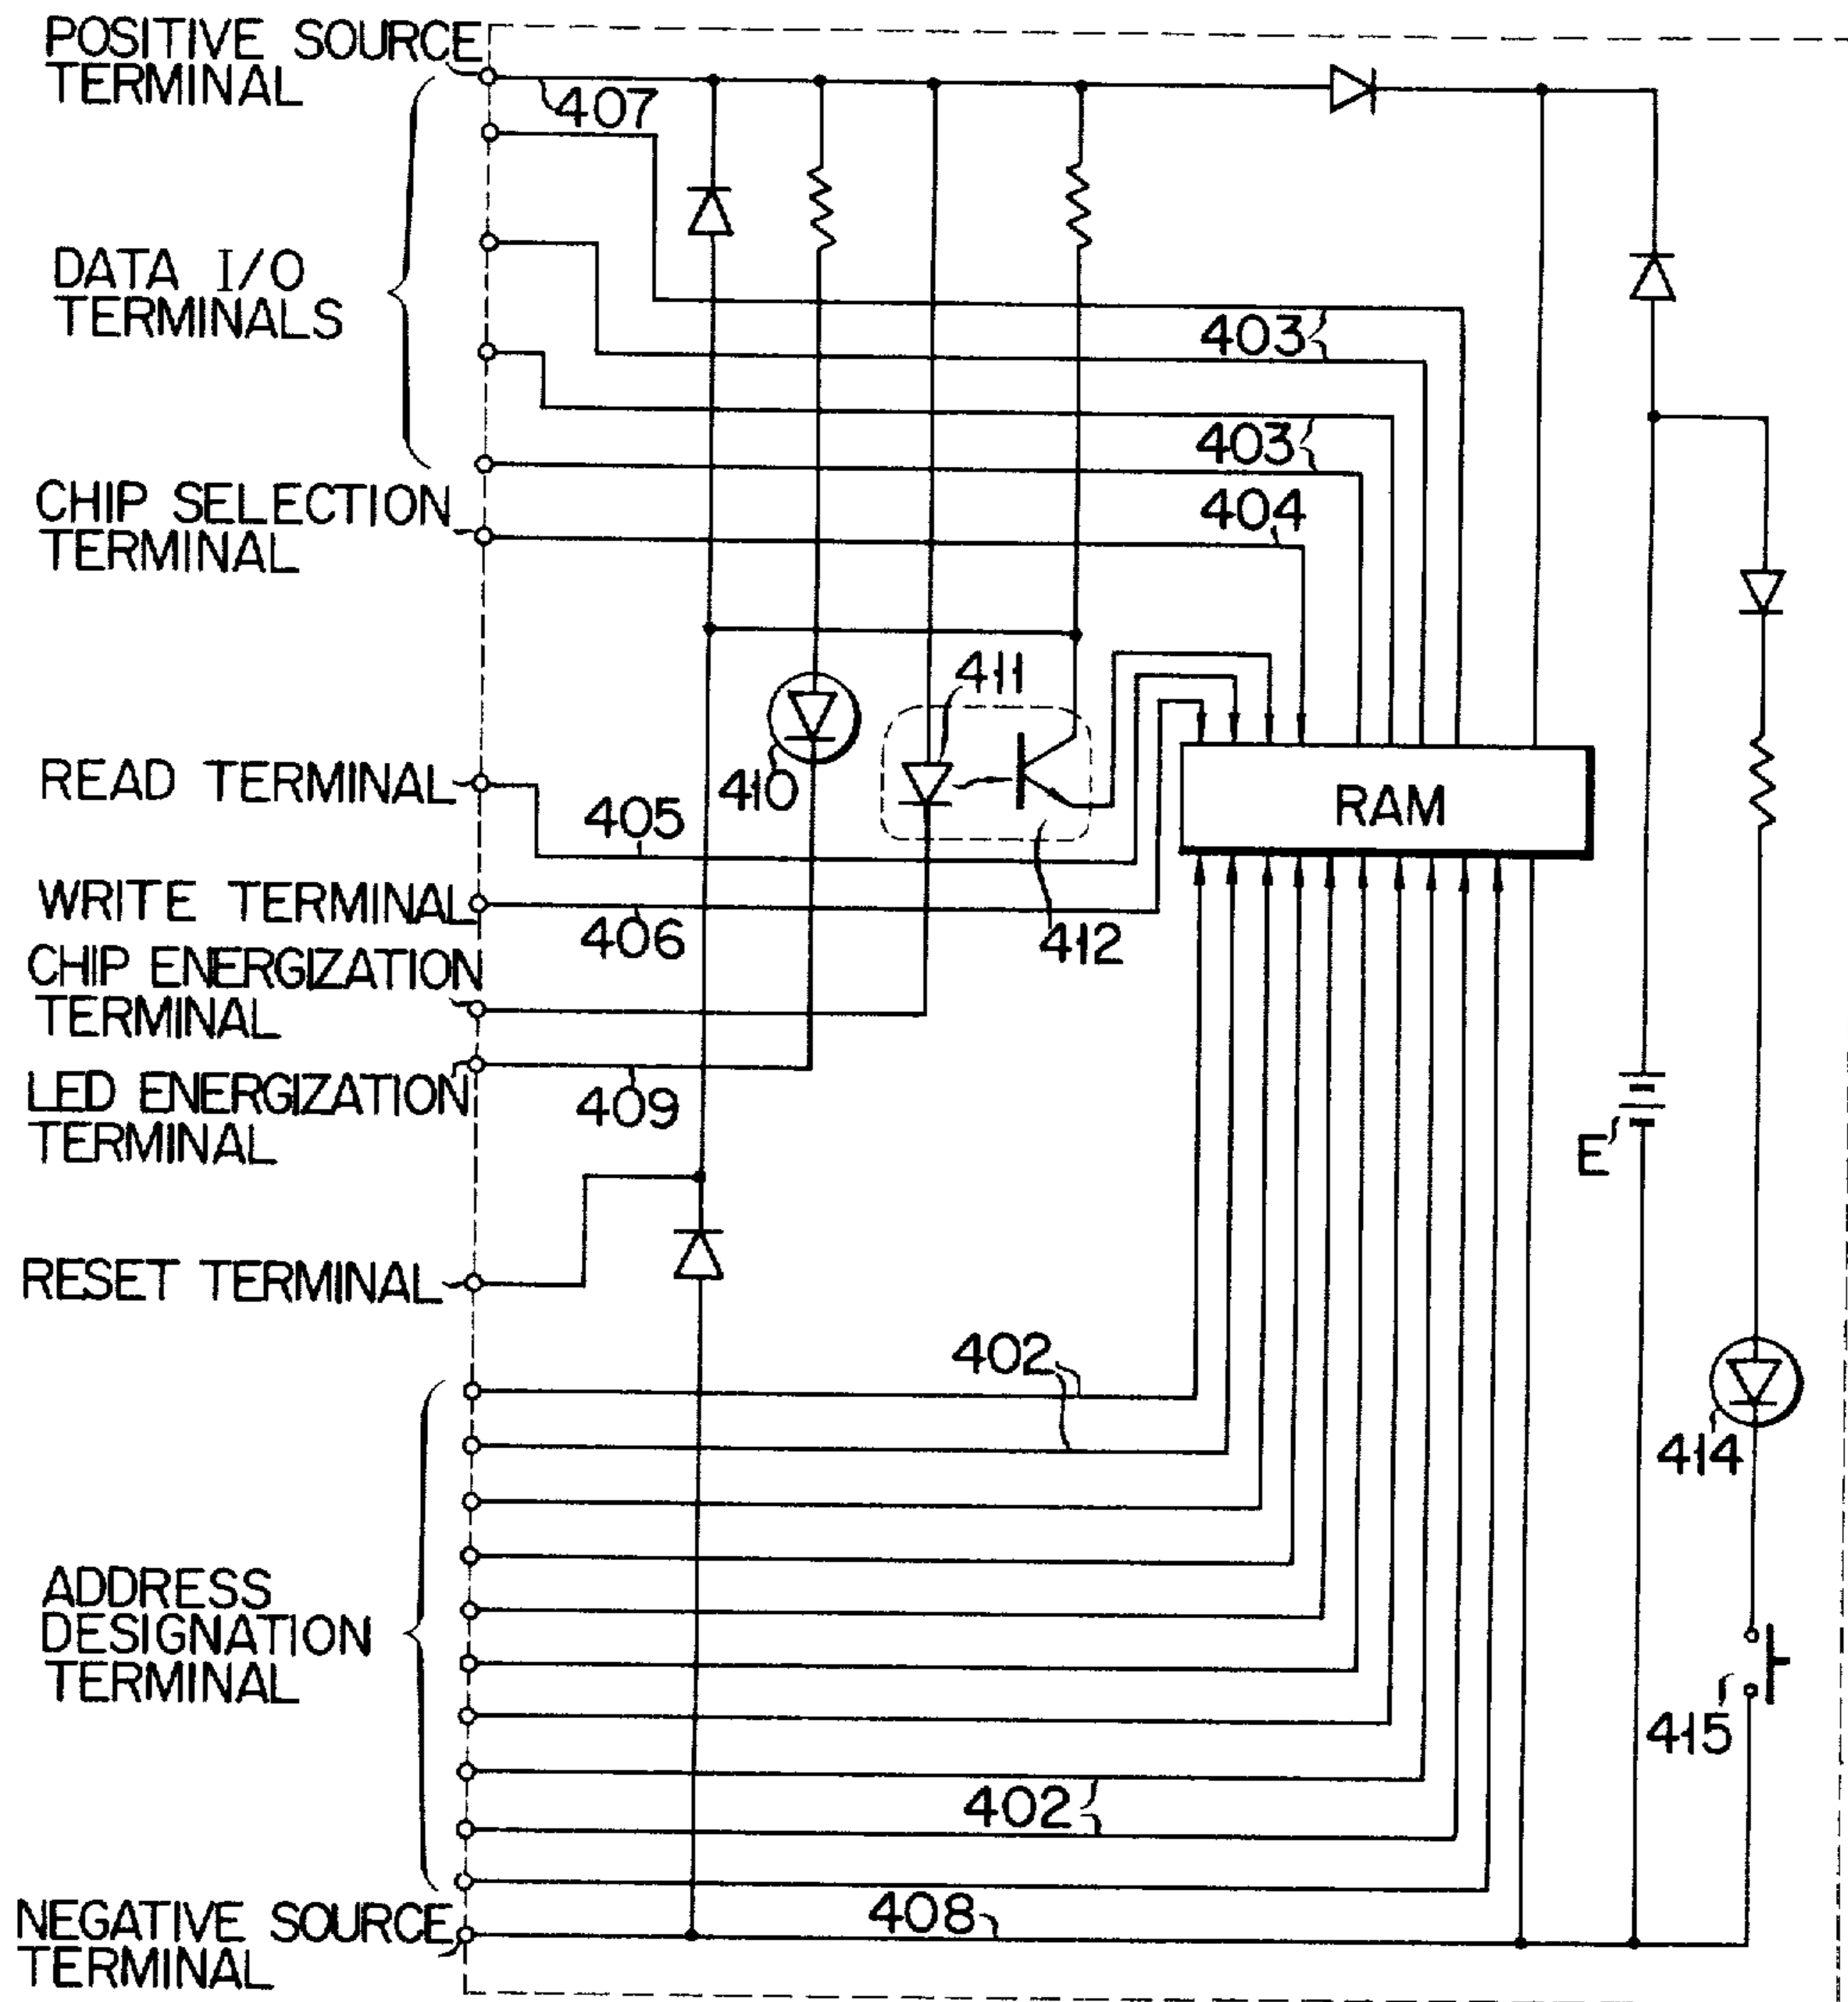 POSITIVE SOURCE
TERMINAL
407
DATA I/O
TERMINALS
403
403
CHIP SELECTION
TERMINAL
404
411
READ TERMINAL
410
RAM
405
WRITE TERMINAL
406
412
CHIP ENERGIZATION
TERMINAL
LED ENERGIZATION
TERMINAL
409
E
RESET TERMINAL
402
414
ADDRESS
DESIGNATION
TERMINAL
415
402
NEGATIVE SOURCE
TERMINAL
408